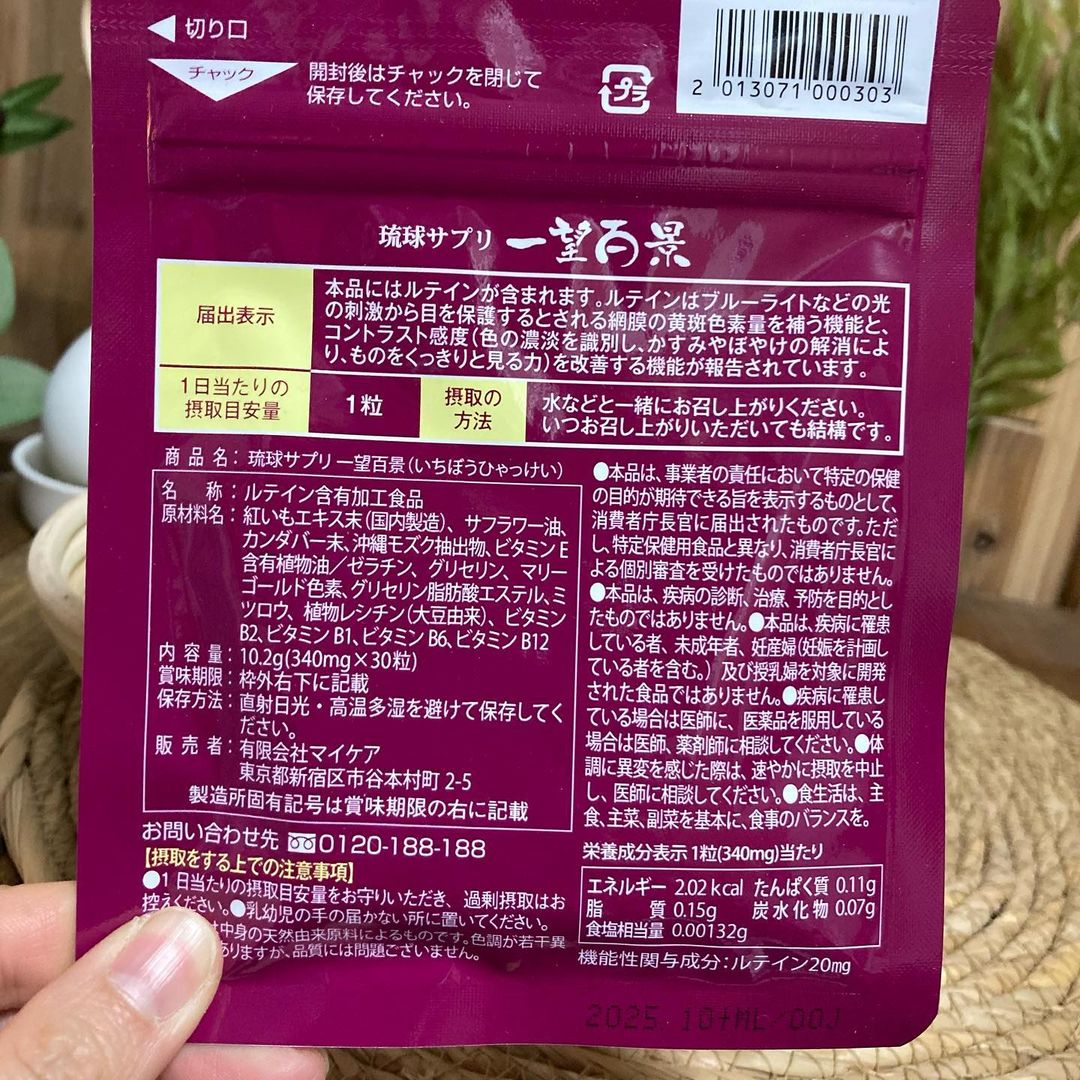 切り口
チャック
開封後はチャックを閉じて
保存してください。
プラ
2 013071 000303
琉球サプリ 一望百景
届出表示
本品にはルテインが含まれます。ルテインはブルーライトなどの光
の刺激から目を保護するとされる網膜の黄斑色素量を補う機能と、
コントラスト感度(色の濃淡を識別し、かすみやぼやけの解消によ
り、ものをくっきりと見る力)を改善する機能が報告されています。
1日当たりの
摂取目安量
1粒
摂取の
方法
水などと一緒にお召し上がりください。
いつお召し上がりいただいても結構です。
商品名:琉球サプリ一望百景(いちぼうひゃっけい)
名称:ルテイン含有加工食品
原材料名:紅いもエキス末(国内製造)、サフラワー油、
カンダバー末、沖縄モズク抽出物、ビタミンE
含有植物油/ゼラチン、グリセリン、マリー
ゴールド色素、グリセリン脂肪酸エステル、ミ
ツロウ、植物レシチン(大豆由来)、ビタミン
B2、ビタミンB1、ビタミンB6、ビタミンB12
内容量:10.2g(340mg×30粒)
賞味期限:枠外右下に記載
保存方法:直射日光・高温多湿を避けて保存してく
ださい。
販売者:有限会社マイケア
東京都新宿区市谷本村町2-5
製造所固有記号は賞味期限の右に記載
お問い合わせ先 0120-188-188
【摂取をする上での注意事項】
●1日当たりの摂取目安量をお守りいただき、過剰摂取はお
控えください。●乳幼児の手の届かない所に置いてください。
は中身の天然由来原料によるものです。色調が若干異
ありますが、品質には問題ございません。
●本品は、事業者の責任において特定の保健
の目的が期待できる旨を表示するものとして、
消費者庁長官に届出されたものです。ただ
し、特定保健用食品と異なり、消費者庁長官に
よる個別審査を受けたものではありません。
●本品は、疾病の診断、治療、予防を目的とし
たものではありません。●本品は、疾病に罹患
している者、未成年者、妊産婦(妊娠を計画し
ている者を含む。)及び授乳婦を対象に開発
された食品ではありません。●疾病に罹患し
ている場合は医師に、医薬品を服用している
場合は医師、薬剤師に相談してください。●体
調に異変を感じた際は、速やかに摂取を中止
し、医師に相談してください。●食生活は、主
食、主菜、副菜を基本に、食事のバランスを。
栄養成分表示 1粒(340mg)当たり
エネルギー 2.02kcal たんぱく質 0.11g
脂質 0.15g 炭水化物 0.07g
食塩相当量 0.00132g
機能性関与成分:ルテイン20mg
2025.10+ML/OOJ